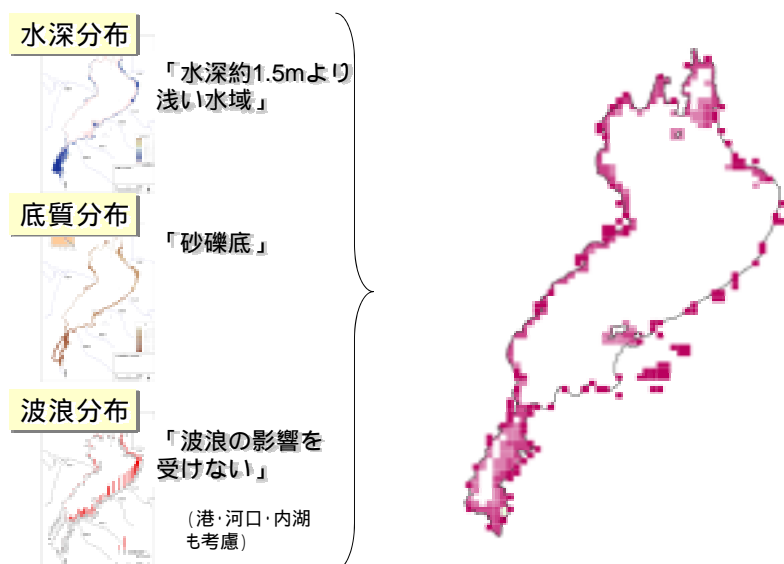 水深分布
「水深約1.5mより
浅い水域」
底質分布
「砂礫底」
波浪分布
「波浪の影響を
受けない」
(港・河口・内湖
も考慮)